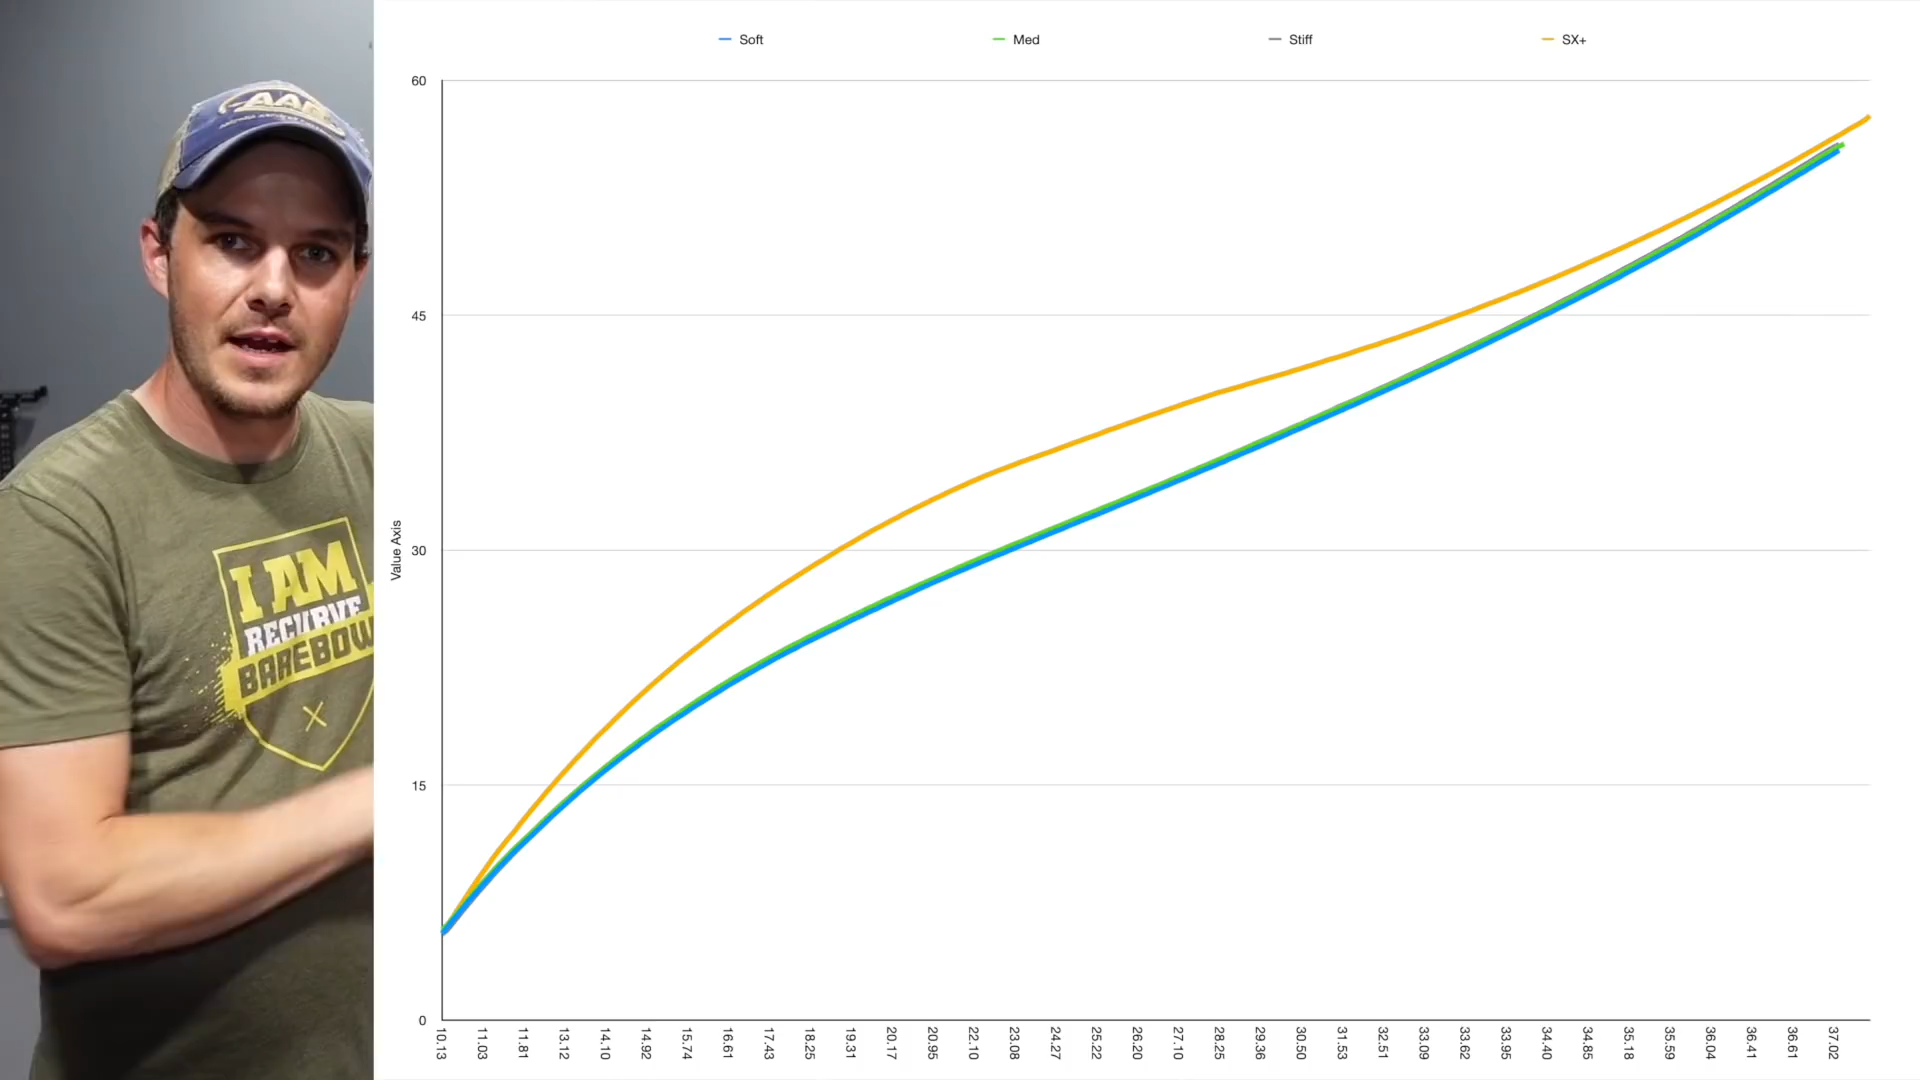 Soft Med Stiff SX+
60
45
30
15
0
Value Axis
10.13 11.03 11.81 13.12 14.10 14.92 15.74 16.61 17.43 18.25 19.31 20.17 20.95 22.10 23.08 24.27 25.22 26.20 27.10 28.25 29.36 30.50 31.53 32.51 33.09 33.62 33.95 34.40 34.85 35.18 35.59 36.04 36.41 36.61 37.02
I AM
RECURVE
BAREBOW